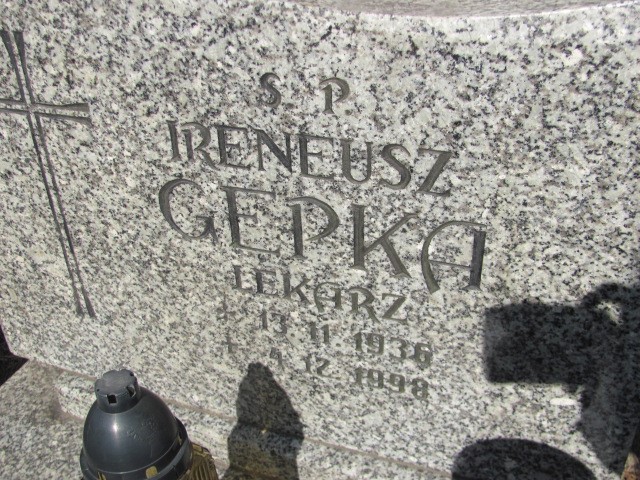 S P
IRENEUSZ
GEPKA
LEKARZ
* 13 11 1936
+ 4 12 1998